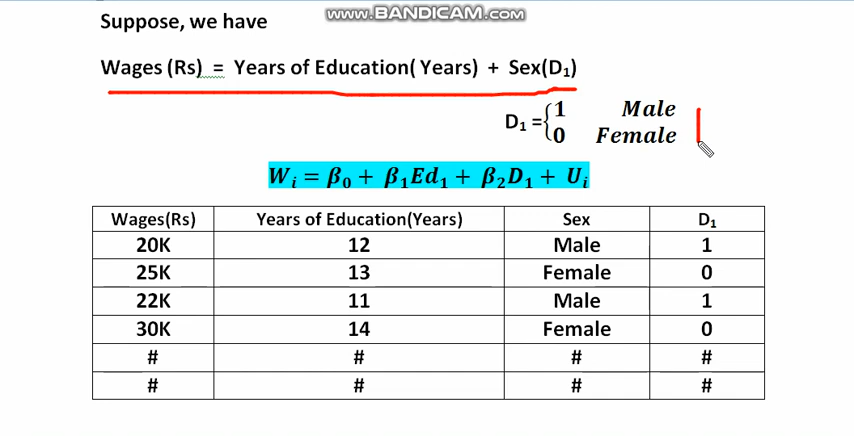 www.BANDICAM.com
Suppose, we have
Wages (Rs) = Years of Education( Years) + Sex(D₁)
D₁ ={1 Male
0 Female
Wᵢ = β₀ + β₁Ed₁ + β₂D₁ + Uᵢ
Wages(Rs) Years of Education(Years) Sex D₁
20K 12 Male 1
25K 13 Female 0
22K 11 Male 1
30K 14 Female 0
# # # #
# # # #